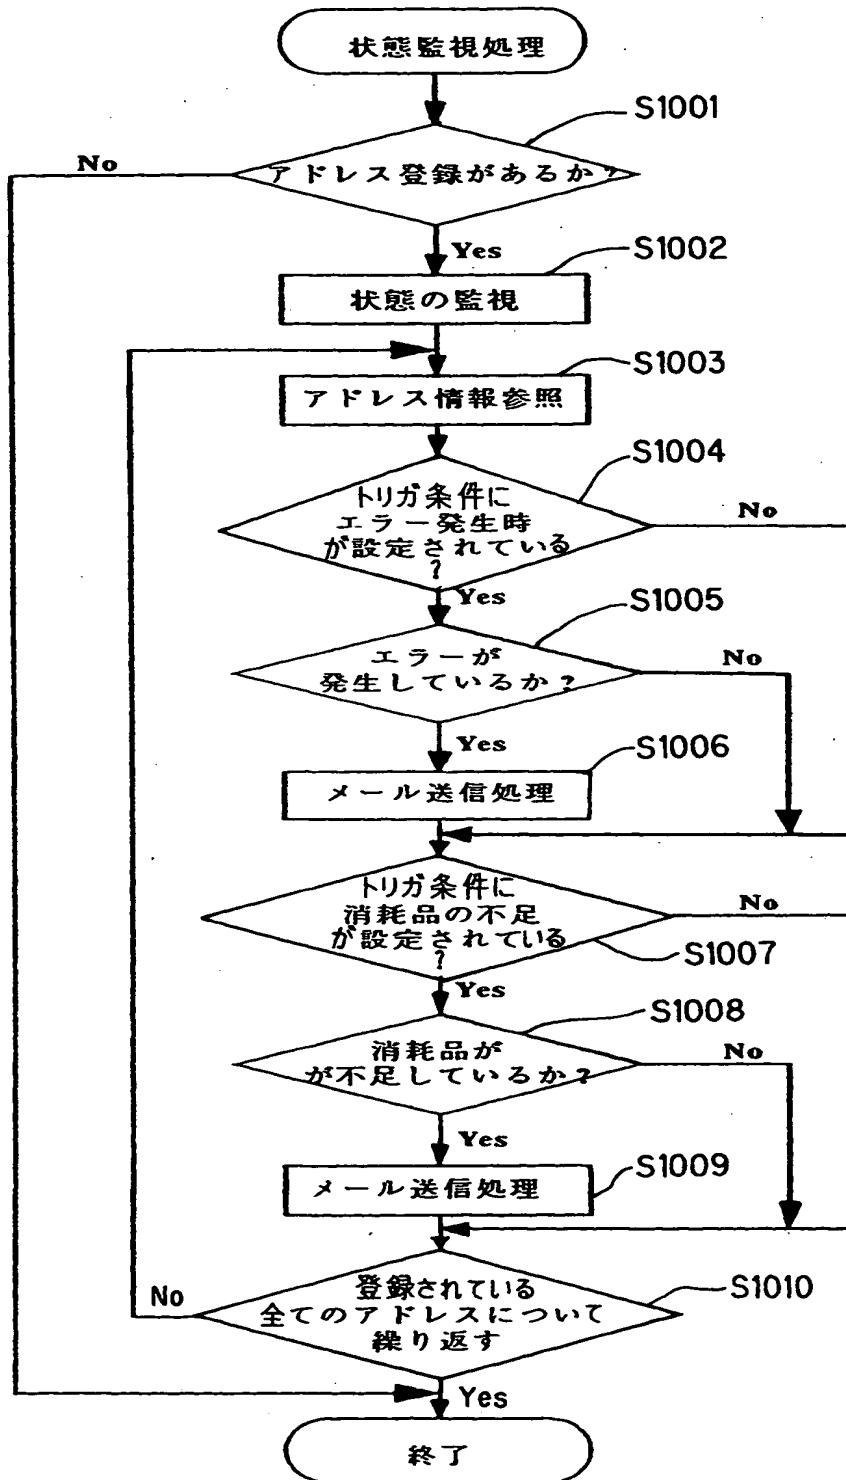 状態監視処理
S1001
No
アドレス登録があるか?
Yes
S1002
状態の監視
S1003
アドレス情報参照
S1004
トリガ条件に
エラー発生時
が設定されている
?
No
Yes
S1005
エラーが
発生しているか?
No
Yes
S1006
メール送信処理
トリガ条件に
消耗品の不足
が設定されている
?
No
S1007
Yes
S1008
消耗品が
が不足しているか?
No
Yes
S1009
メール送信処理
S1010
登録されている
全てのアドレスについて
繰り返す
No
Yes
終了